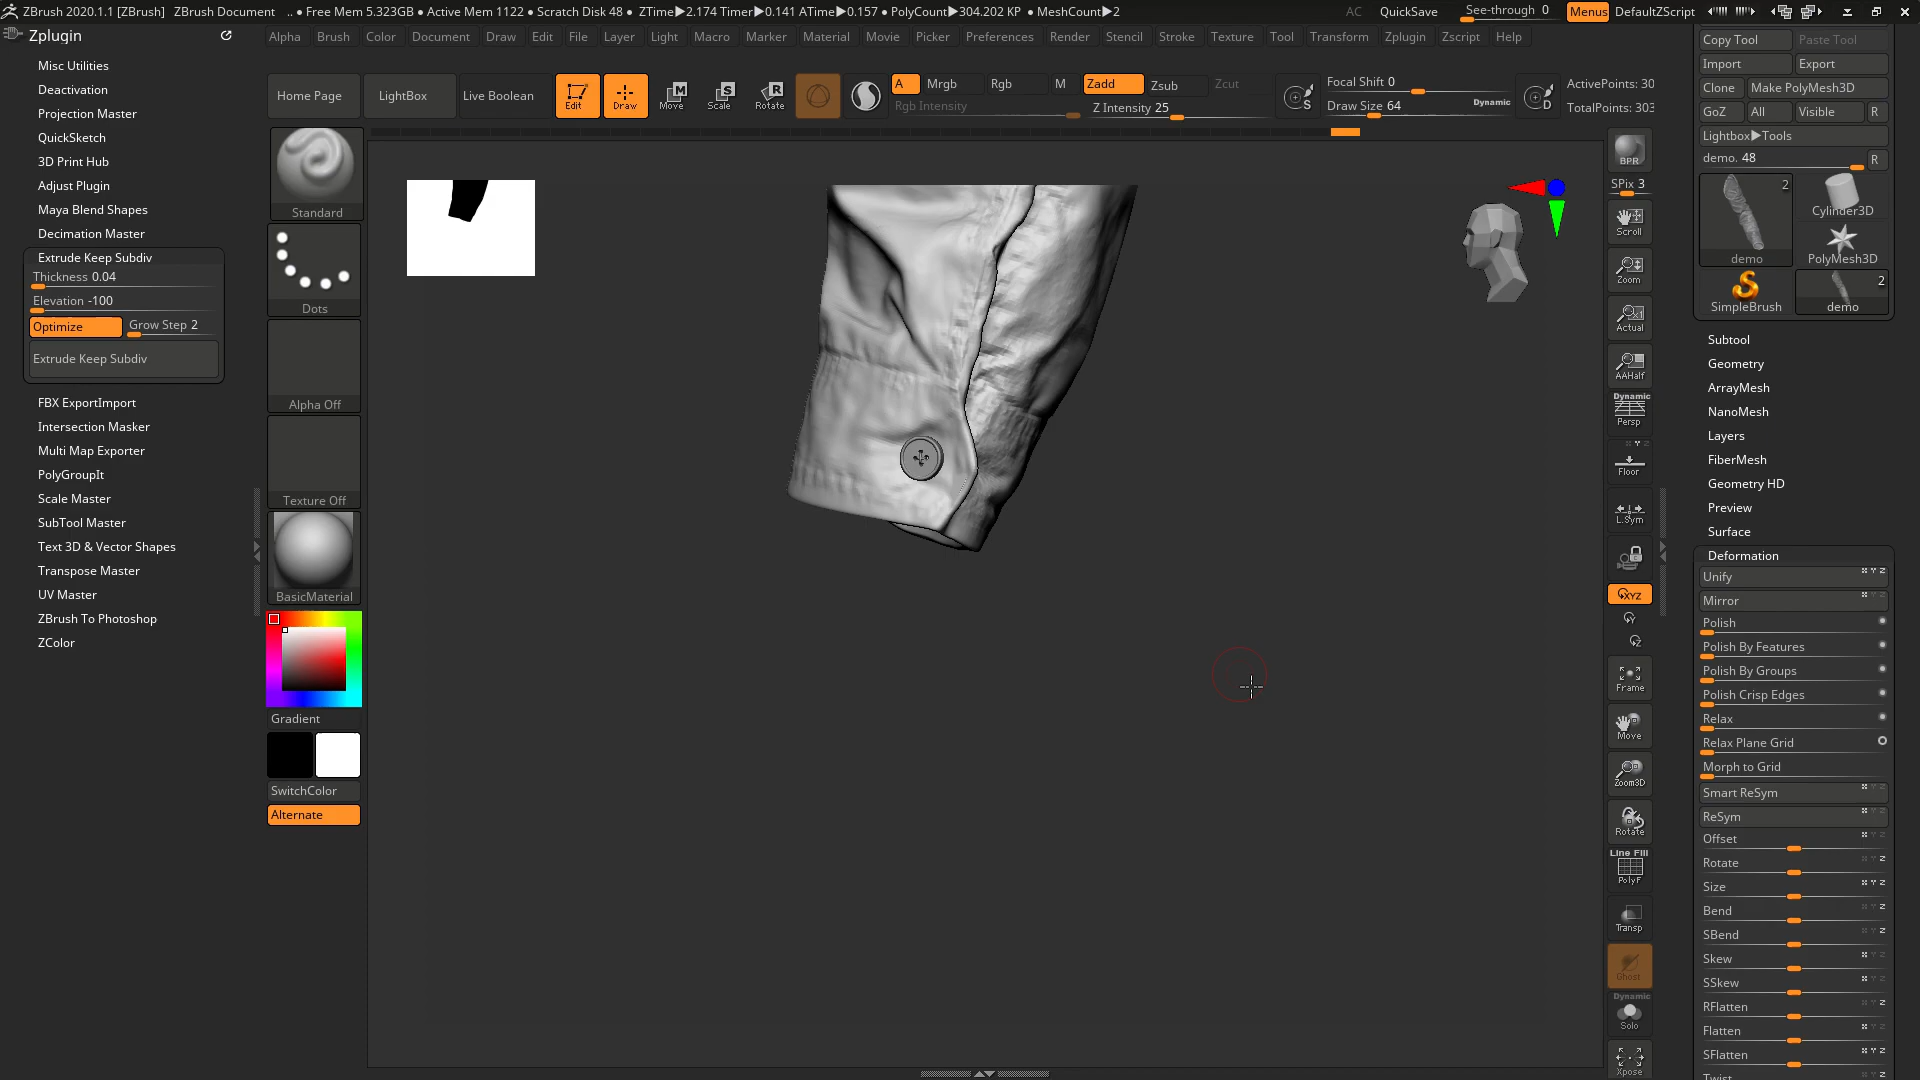 ZBrush 2020.1.1 [ZBrush] ZBrush Document .. • Free Mem 5.323GB • Active Mem 1122 • Scratch Disk 48 • ZTime▶2.174 Timer▶0.141 ATime▶0.157 • PolyCount▶304.202 KP • MeshCount▶2 AC QuickSave See-through 0 Menus DefaultZScript
Alpha Brush Color Document Draw Edit File Layer Light Macro Marker Material Movie Picker Preferences Render Stencil Stroke Texture Tool Transform Zplugin Zscript Help
Zplugin
Misc Utilities
Deactivation
Projection Master
QuickSketch
3D Print Hub
Adjust Plugin
Maya Blend Shapes
Decimation Master
Extrude Keep Subdiv
Thickness 0.04
Elevation -100
Optimize Grow Step 2
Extrude Keep Subdiv
FBX ExportImport
Intersection Masker
Multi Map Exporter
PolyGroupIt
Scale Master
SubTool Master
Text 3D & Vector Shapes
Transpose Master
UV Master
ZBrush To Photoshop
ZColor
Home Page LightBox Live Boolean Edit Draw Move Scale Rotate
A Mrgb Rgb M Zadd Zsub Zcut
Rgb Intensity Z Intensity 25
Focal Shift 0
Draw Size 64 Dynamic
S D
ActivePoints: 30
TotalPoints: 303
Standard
Dots
Alpha Off
Texture Off
BasicMaterial
Gradient
SwitchColor
Alternate
BPR
SPix 3
Scroll
Zoom
Actual
AAHalf
Dynamic
Persp
Floor
L.Sym
XYZ
Y
Z
Frame
Move
Zoom3D
Rotate
Line Fill
PolyF
Transp
Ghost
Dynamic
Solo
Xpose
Copy Tool Paste Tool
Import Export
Clone Make PolyMesh3D
GoZ All Visible R
Lightbox▶Tools
demo. 48 R
2
demo
Cylinder3D
PolyMesh3D
SimpleBrush
2
demo
Subtool
Geometry
ArrayMesh
NanoMesh
Layers
FiberMesh
Geometry HD
Preview
Surface
Deformation
Unify
Mirror
Polish
Polish By Features
Polish By Groups
Polish Crisp Edges
Relax
Relax Plane Grid
Morph to Grid
Smart ReSym
ReSym
Offset
Rotate
Size
Bend
SBend
Skew
SSkew
RFlatten
Flatten
SFlatten
Twist